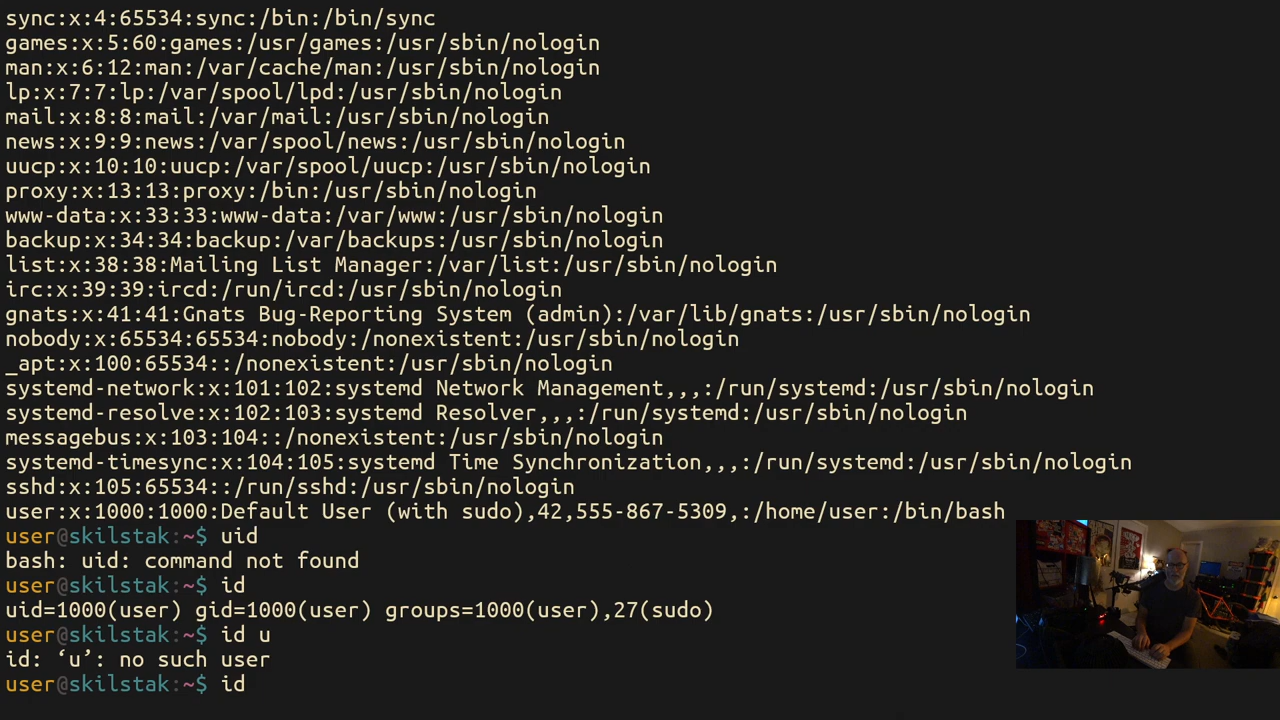 sync:x:4:65534:sync:/bin:/bin/sync
games:x:5:60:games:/usr/games:/usr/sbin/nologin
man:x:6:12:man:/var/cache/man:/usr/sbin/nologin
lp:x:7:7:lp:/var/spool/lpd:/usr/sbin/nologin
mail:x:8:8:mail:/var/mail:/usr/sbin/nologin
news:x:9:9:news:/var/spool/news:/usr/sbin/nologin
uucp:x:10:10:uucp:/var/spool/uucp:/usr/sbin/nologin
proxy:x:13:13:proxy:/bin:/usr/sbin/nologin
www-data:x:33:33:www-data:/var/www:/usr/sbin/nologin
backup:x:34:34:backup:/var/backups:/usr/sbin/nologin
list:x:38:38:Mailing List Manager:/var/list:/usr/sbin/nologin
irc:x:39:39:ircd:/run/ircd:/usr/sbin/nologin
gnats:x:41:41:Gnats Bug-Reporting System (admin):/var/lib/gnats:/usr/sbin/nologin
nobody:x:65534:65534:nobody:/nonexistent:/usr/sbin/nologin
_apt:x:100:65534::/nonexistent:/usr/sbin/nologin
systemd-network:x:101:102:systemd Network Management,,,:/run/systemd:/usr/sbin/nologin
systemd-resolve:x:102:103:systemd Resolver,,,:/run/systemd:/usr/sbin/nologin
messagebus:x:103:104::/nonexistent:/usr/sbin/nologin
systemd-timesync:x:104:105:systemd Time Synchronization,,,:/run/systemd:/usr/sbin/nologin
sshd:x:105:65534::/run/sshd:/usr/sbin/nologin
user:x:1000:1000:Default User (with sudo),42,555-867-5309,:/home/user:/bin/bash
user@skilstak:~$ uid
bash: uid: command not found
user@skilstak:~$ id
uid=1000(user) gid=1000(user) groups=1000(user),27(sudo)
user@skilstak:~$ id u
id: ‘u’: no such user
user@skilstak:~$ id